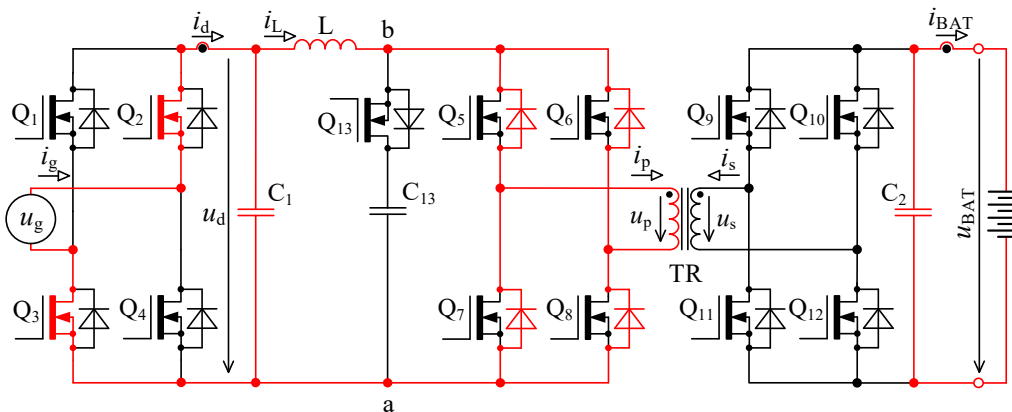 i_d i_L L b i_BAT
Q_1 Q_2 Q_13 Q_5 Q_6 Q_9 Q_10
i_g i_p i_s
u_g u_d C_1 C_13 u_p u_s C_2 u_BAT
TR
Q_3 Q_4 Q_7 Q_8 Q_11 Q_12
a